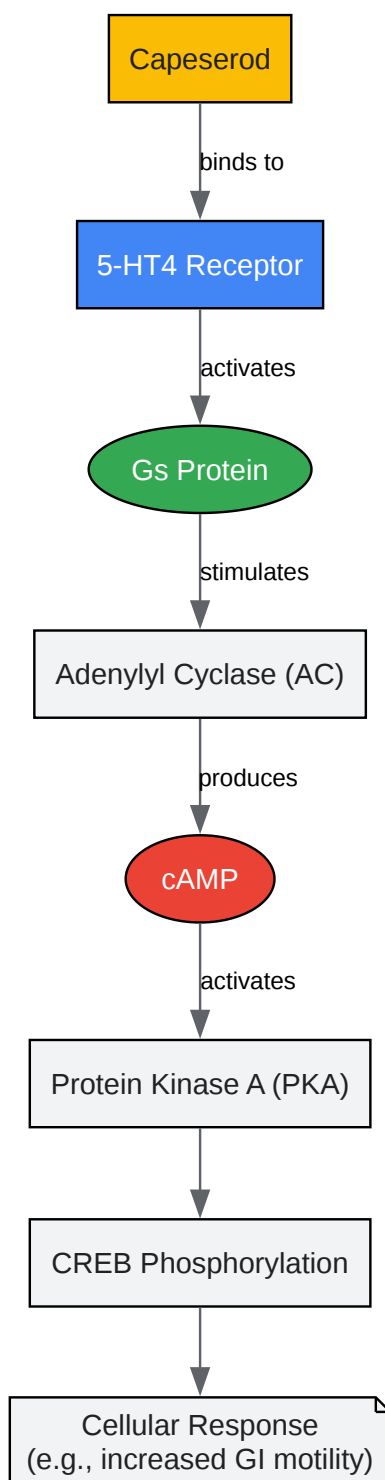 Capeserod
binds to
5-HT4 Receptor
activates
Gs Protein
stimulates
Adenylyl Cyclase (AC)
produces
cAMP
activates
Protein Kinase A (PKA)
CREB Phosphorylation
Cellular Response
(e.g., increased GI motility)